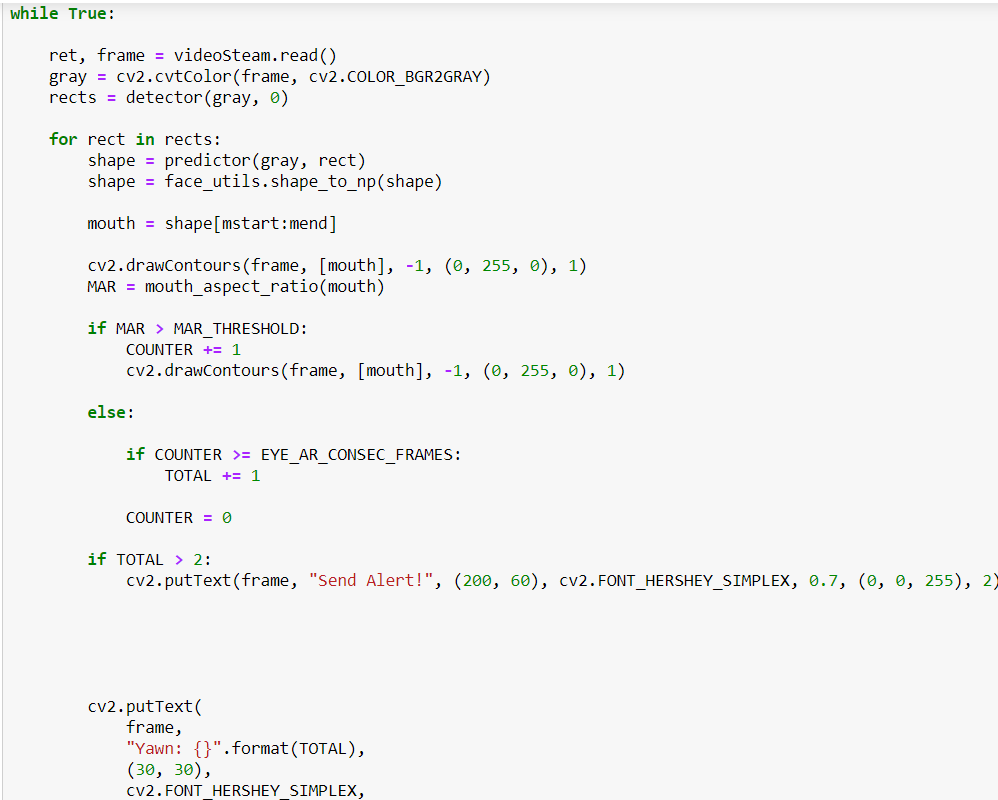 while True:
ret, frame = videoSteam.read()
gray = cv2.cvtColor(frame, cv2.COLOR_BGR2GRAY)
rects = detector(gray, 0)
for rect in rects:
shape = predictor(gray, rect)
shape = face_utils.shape_to_np(shape)
mouth = shape[mstart:mend]
cv2.drawContours(frame, [mouth], -1, (0, 255, 0), 1)
MAR = mouth_aspect_ratio(mouth)
if MAR > MAR_THRESHOLD:
COUNTER += 1
cv2.drawContours(frame, [mouth], -1, (0, 255, 0), 1)
else:
if COUNTER >= EYE_AR_CONSEC_FRAMES:
TOTAL += 1
COUNTER = 0
if TOTAL > 2:
cv2.putText(frame, "Send Alert!", (200, 60), cv2.FONT_HERSHEY_SIMPLEX, 0.7, (0, 0, 255), 2)
cv2.putText(
frame,
"Yawn: {}".format(TOTAL),
(30, 30),
cv2.FONT_HERSHEY_SIMPLEX,